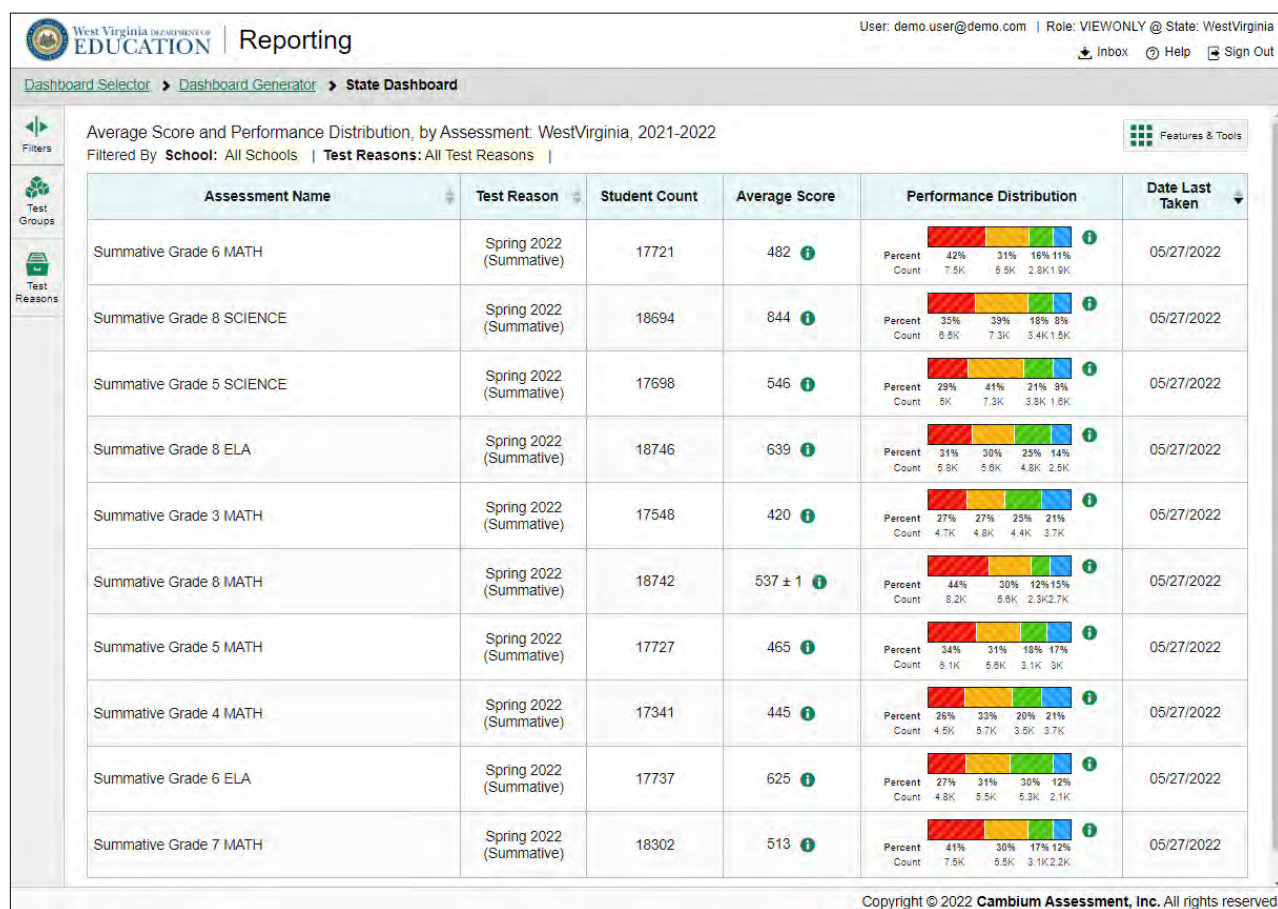 West Virginia DEPARTMENT OF
EDUCATION
Reporting
User: demo.user@demo.com | Role: VIEWONLY @ State: WestVirginia
Inbox Help Sign Out
Dashboard Selector > Dashboard Generator > State Dashboard
Filters
Test
Groups
Test
Reasons
Average Score and Performance Distribution, by Assessment: WestVirginia, 2021-2022
Filtered By School: All Schools | Test Reasons: All Test Reasons |
Features & Tools
Assessment Name Test Reason Student Count Average Score Performance Distribution Date Last Taken
Summative Grade 6 MATH Spring 2022 (Summative) 17721 482 05/27/2022
Percent 42% 31% 16% 11%
Count 7.5K 5.5K 2.8K 1.9K
Summative Grade 8 SCIENCE Spring 2022 (Summative) 18694 844 05/27/2022
Percent 35% 39% 18% 8%
Count 6.5K 7.3K 3.4K 1.5K
Summative Grade 5 SCIENCE Spring 2022 (Summative) 17698 546 05/27/2022
Percent 29% 41% 21% 9%
Count 5K 7.3K 3.8K 1.6K
Summative Grade 8 ELA Spring 2022 (Summative) 18746 639 05/27/2022
Percent 31% 30% 25% 14%
Count 5.8K 5.6K 4.8K 2.5K
Summative Grade 3 MATH Spring 2022 (Summative) 17548 420 05/27/2022
Percent 27% 27% 25% 21%
Count 4.7K 4.8K 4.4K 3.7K
Summative Grade 8 MATH Spring 2022 (Summative) 18742 537 ± 1 05/27/2022
Percent 44% 30% 12% 15%
Count 8.2K 5.6K 2.3K 2.7K
Summative Grade 5 MATH Spring 2022 (Summative) 17727 465 05/27/2022
Percent 34% 31% 18% 17%
Count 6.1K 5.6K 3.1K 3K
Summative Grade 4 MATH Spring 2022 (Summative) 17341 445 05/27/2022
Percent 26% 33% 20% 21%
Count 4.5K 5.7K 3.5K 3.7K
Summative Grade 6 ELA Spring 2022 (Summative) 17737 625 05/27/2022
Percent 27% 31% 30% 12%
Count 4.8K 5.5K 5.3K 2.1K
Summative Grade 7 MATH Spring 2022 (Summative) 18302 513 05/27/2022
Percent 41% 30% 17% 12%
Count 7.5K 5.5K 3.1K 2.2K
Copyright © 2022 Cambium Assessment, Inc. All rights reserved